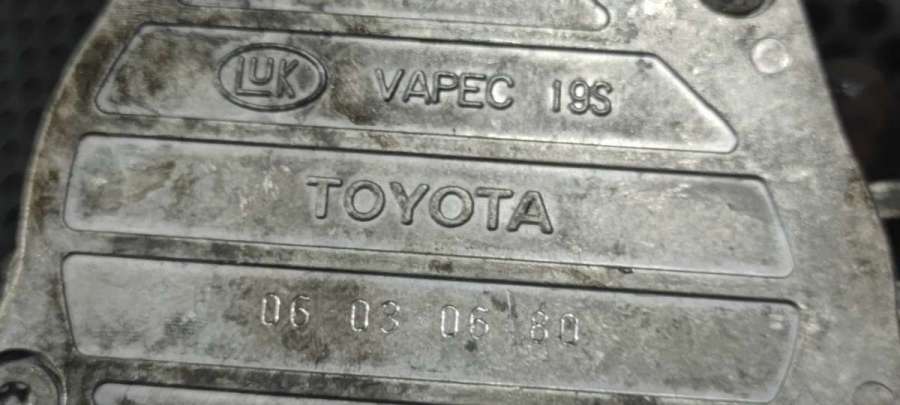 LUK VAPEC 19S
TOYOTA
06 03 06 80